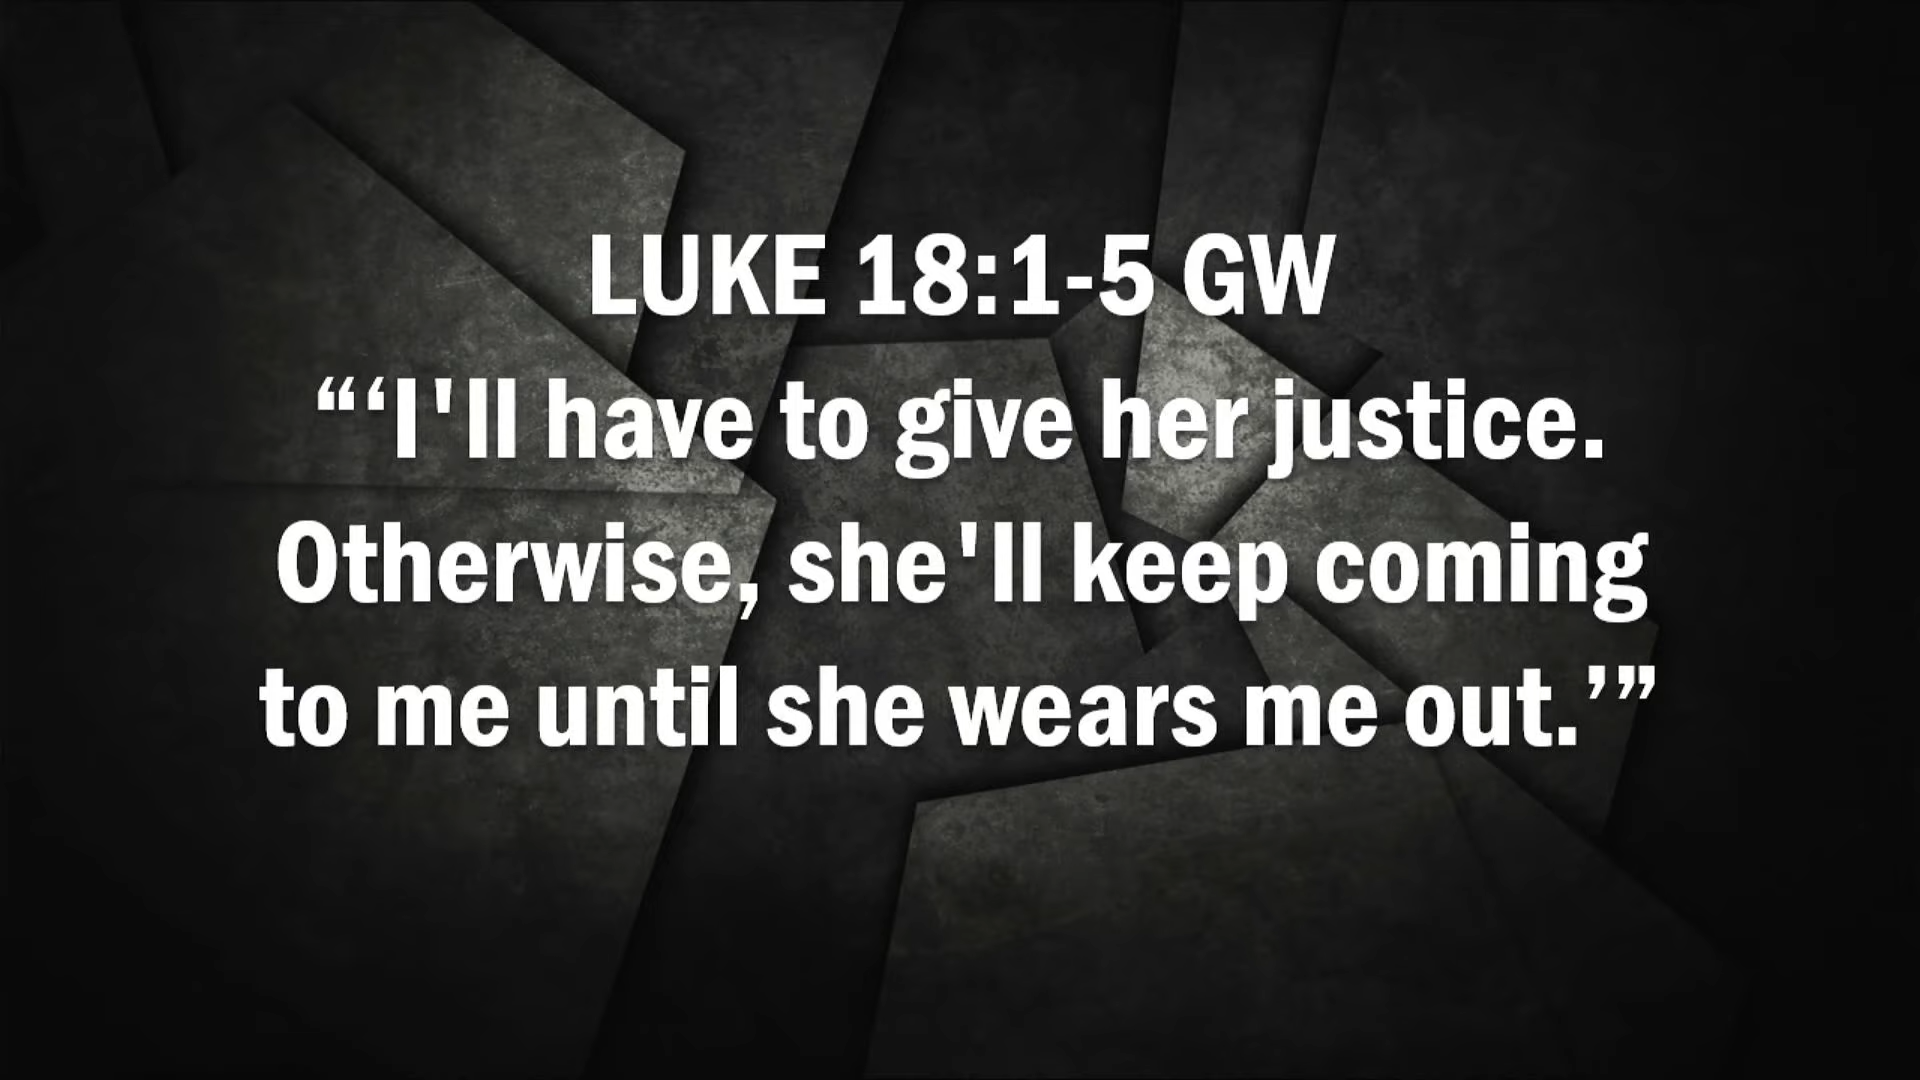 LUKE 18:1-5 GW
“‘I'll have to give her justice.
Otherwise, she'll keep coming
to me until she wears me out.’”